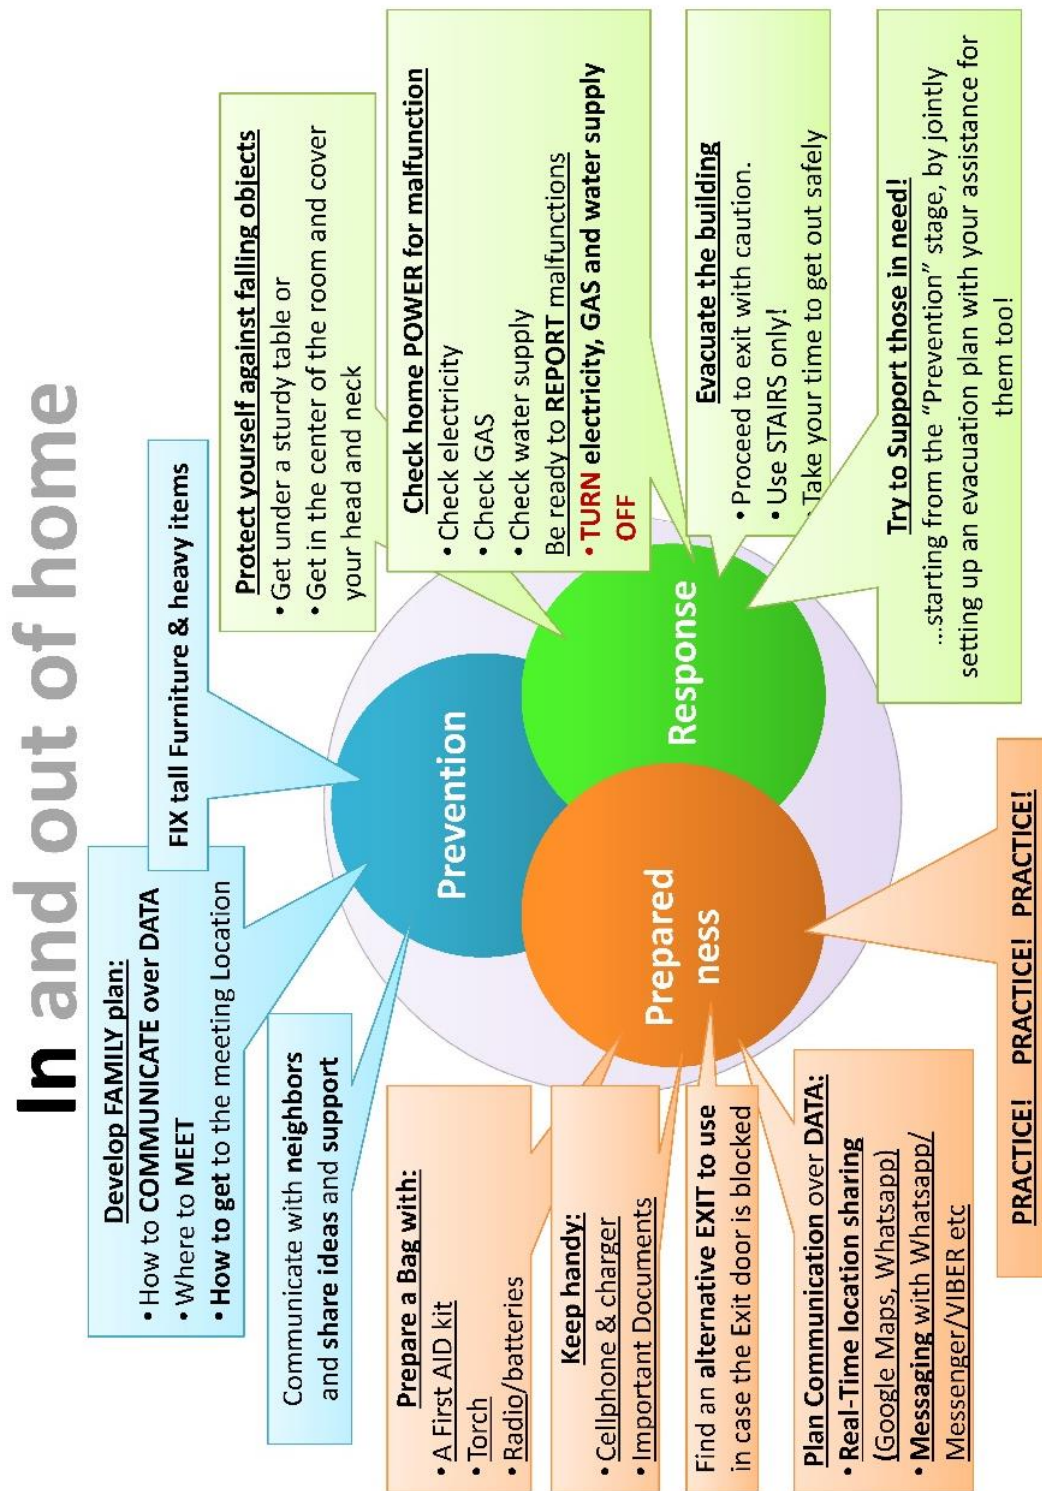 In and out of home
Develop FAMILY plan:
• How to COMMUNICATE over DATA
• Where to MEET
• How to get to the meeting Location
FIX tall Furniture & heavy items
Communicate with neighbors
and share ideas and support
Prevention
Protect yourself against falling objects
• Get under a sturdy table or
• Get in the center of the room and cover
your head and neck
Check home POWER for malfunction
• Check electricity
• Check GAS
• Check water supply
Be ready to REPORT malfunctions
• TURN electricity, GAS and water supply
OFF
Evacuate the building
• Proceed to exit with caution.
• Use STAIRS only!
• Take your time to get out safely
Try to Support those in need!
...starting from the “Prevention” stage, by jointly
setting up an evacuation plan with your assistance for
them too!
Response
Prepare a Bag with:
• A First AID kit
• Torch
• Radio/batteries
Keep handy:
• Cellphone & charger
• Important Documents
Find an alternative EXIT to use
in case the Exit door is blocked
Plan Communication over DATA:
• Real-Time location sharing
(Google Maps, Whatsapp)
• Messaging with Whatsapp/
Messenger/VIBER etc
Prepared
ness
PRACTICE! PRACTICE! PRACTICE!